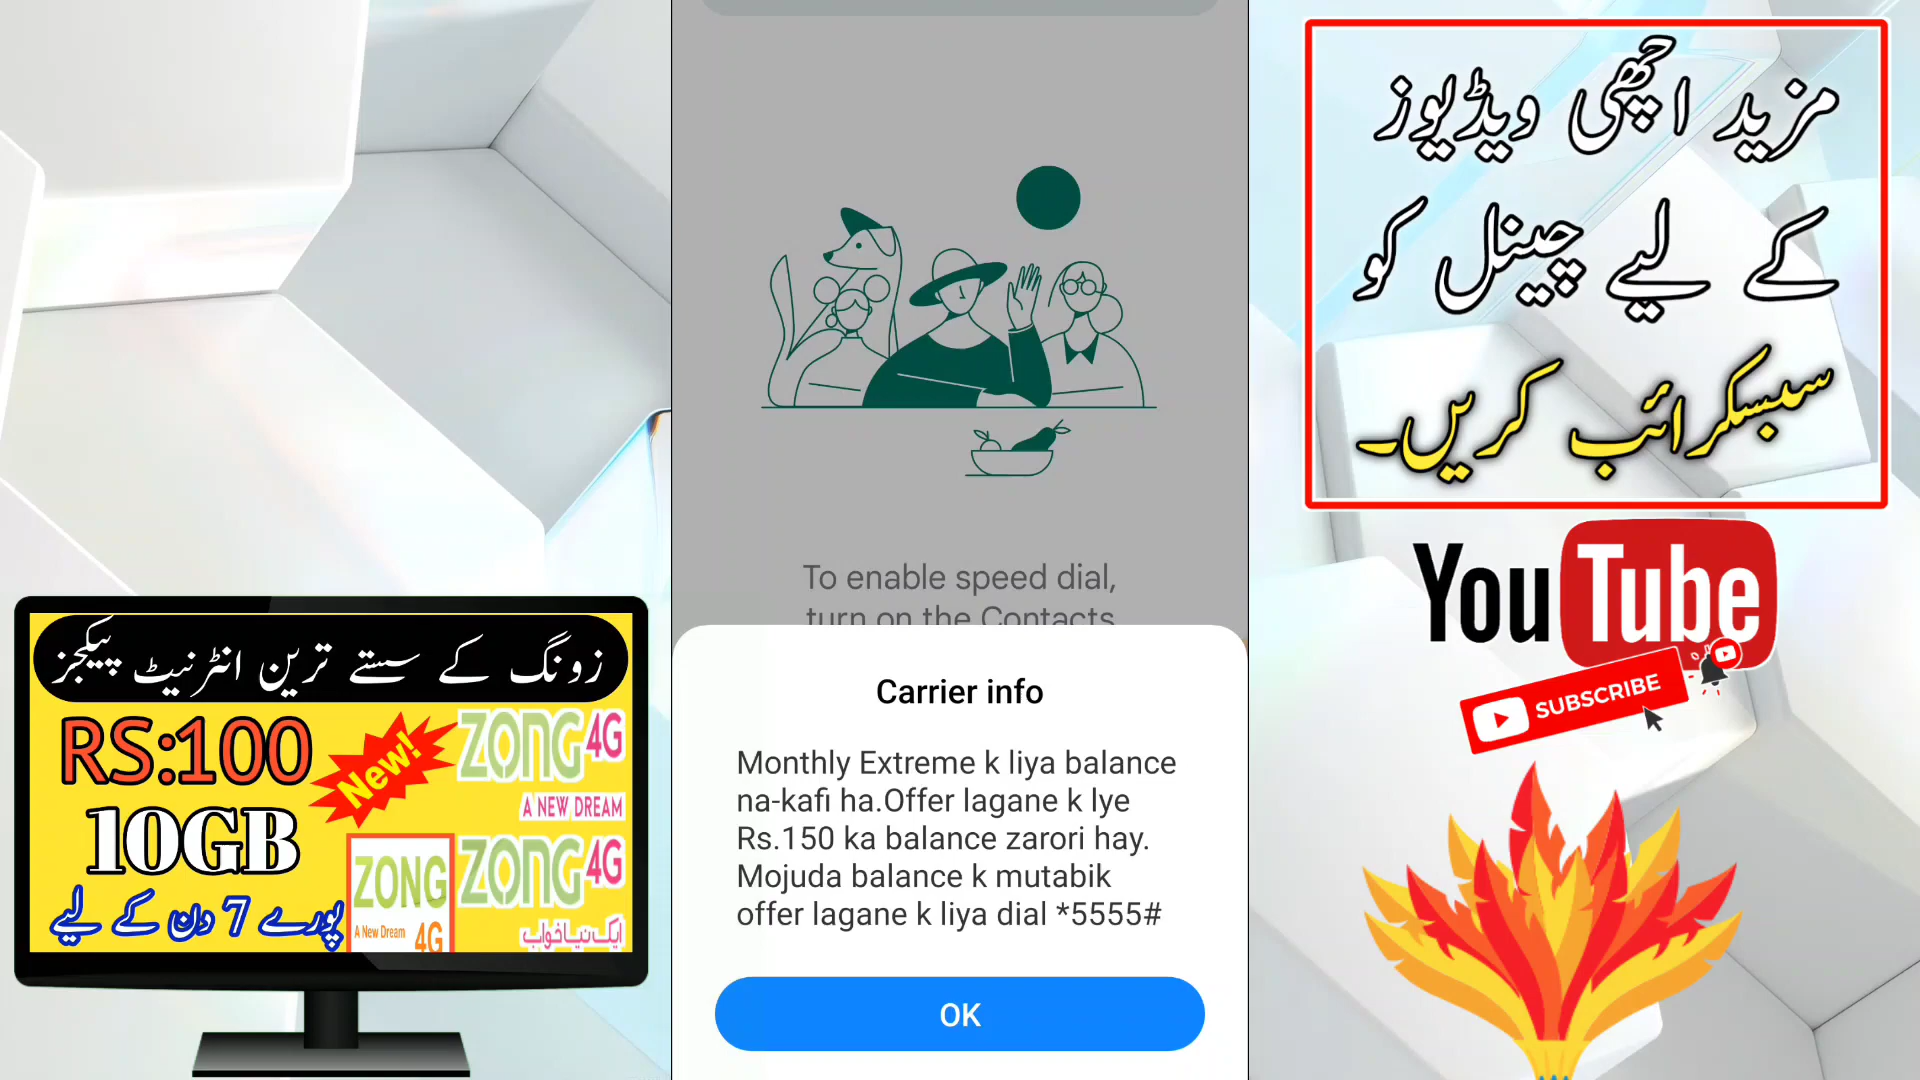 زونگ کے سستے ترین انٹرنیٹ پیکجز
RS:100
New!
10GB
پورے 7 دن کے لیے
ZONG 4G
A NEW DREAM
ZONG
A New Dream
4G
ZONG 4G
ایک نیا خواب
To enable speed dial,
turn on the Contacts
Carrier info
Monthly Extreme k liya balance
na-kafi ha.Offer lagane k lye
Rs.150 ka balance zarori hay.
Mojuda balance k mutabik
offer lagane k liya dial *5555#
OK
مزید اچھی ویڈیوز
کے لیے چینل کو
سبسکرائب کریں۔
YouTube
SUBSCRIBE